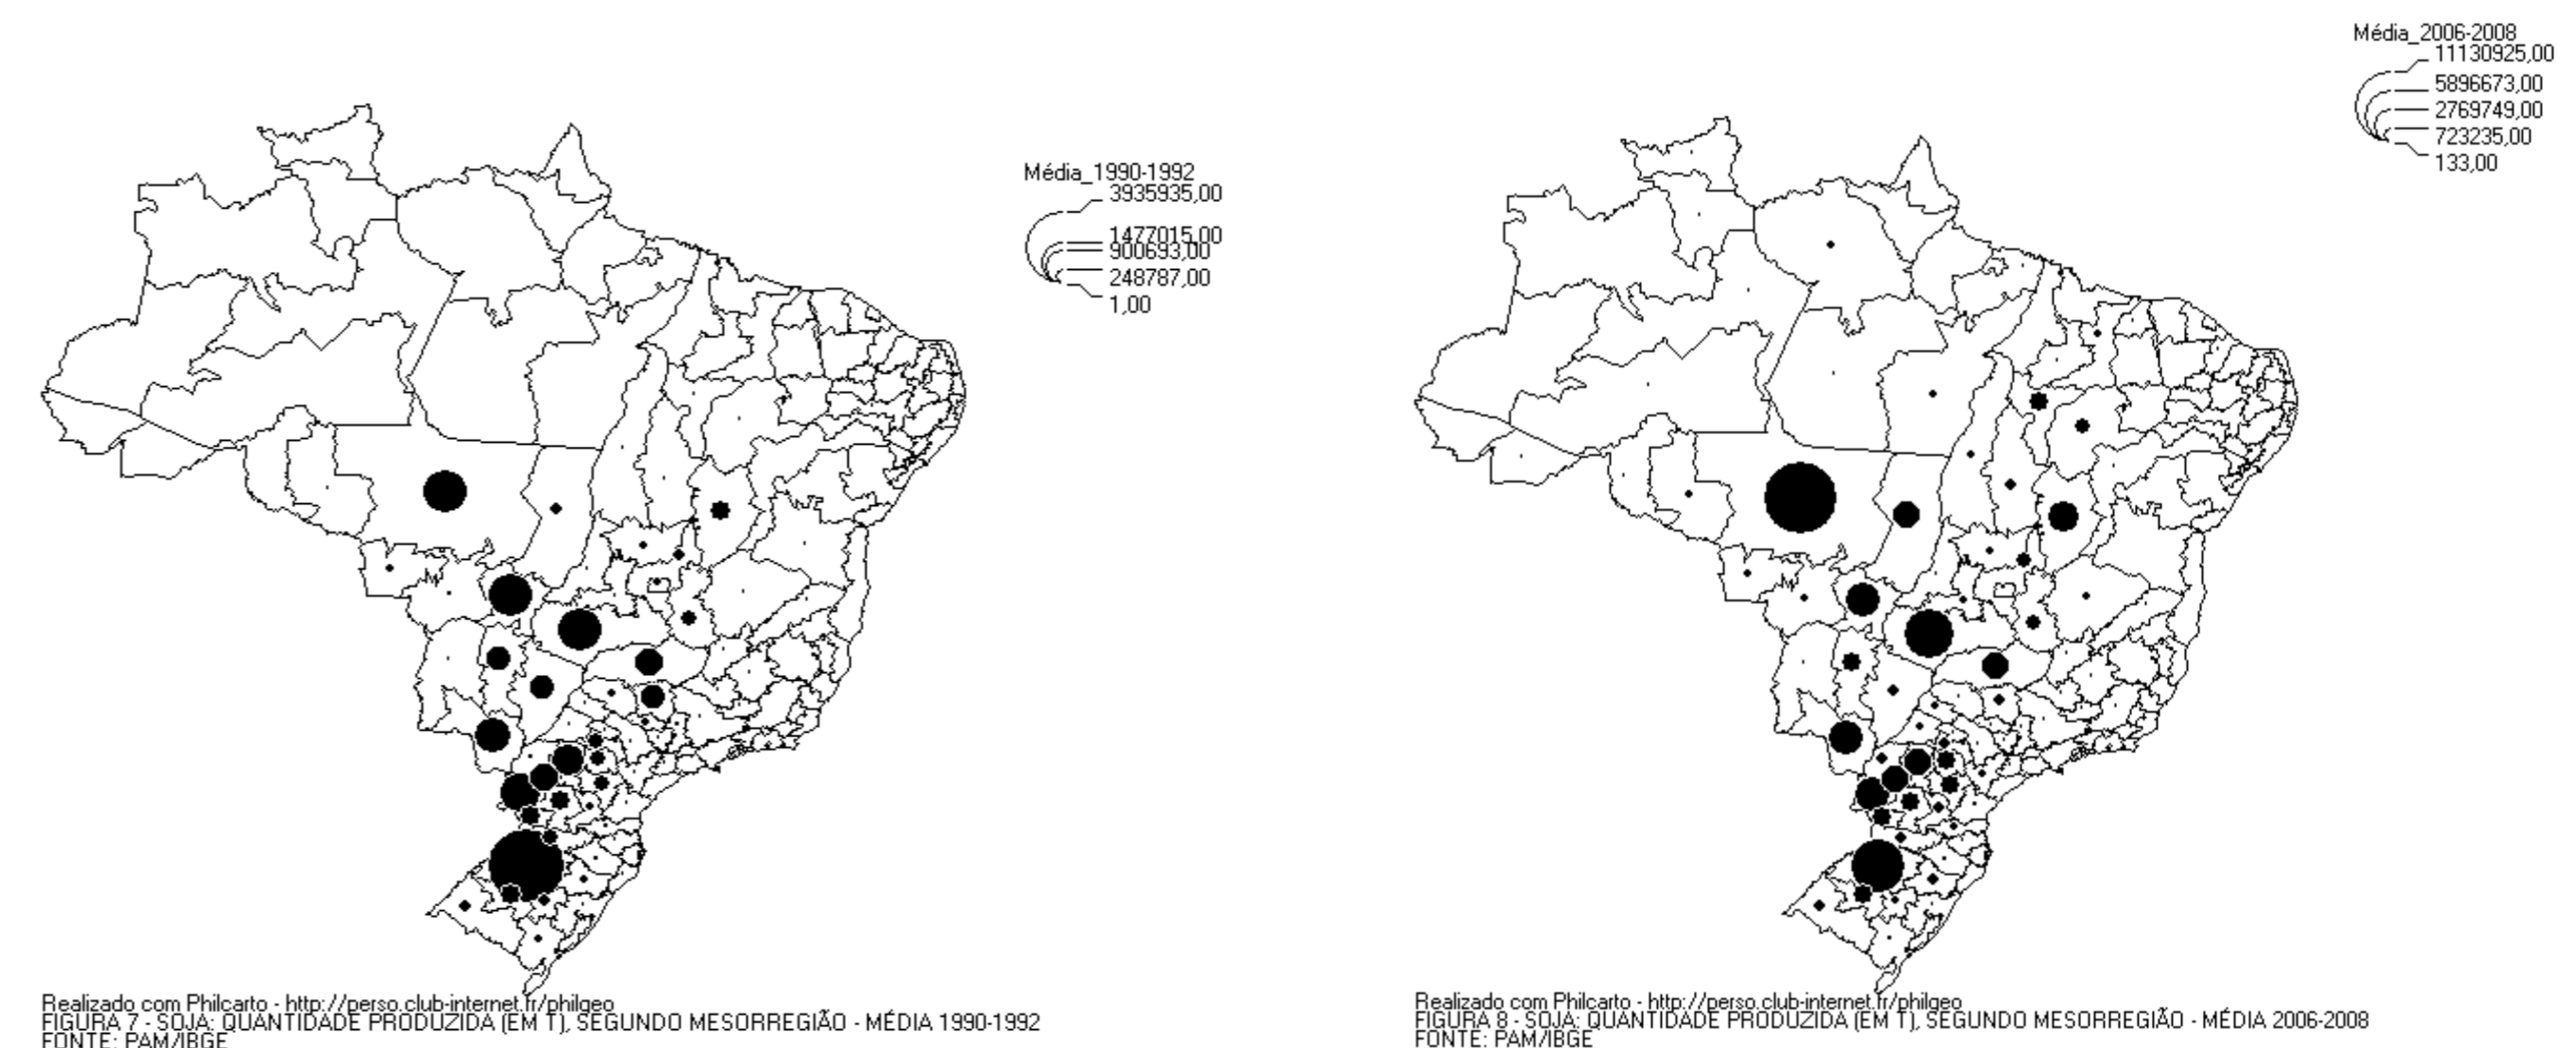 Média_1990-1992
3935935,00
1477015,00
900693,00
248787,00
1,00
Realizado com Philcarto - http://perso.club-internet.fr/philgeo
FIGURA 7 - SOJA: QUANTIDADE PRODUZIDA (EM T), SEGUNDO MESORREGIÃO - MÉDIA 1990-1992
FONTE: PAM/IBGE
Média_2006-2008
11130925,00
5896673,00
2769749,00
723235,00
133,00
Realizado com Philcarto - http://perso.club-internet.fr/philgeo
FIGURA 8 - SOJA: QUANTIDADE PRODUZIDA (EM T), SEGUNDO MESORREGIÃO - MÉDIA 2006-2008
FONTE: PAM/IBGE